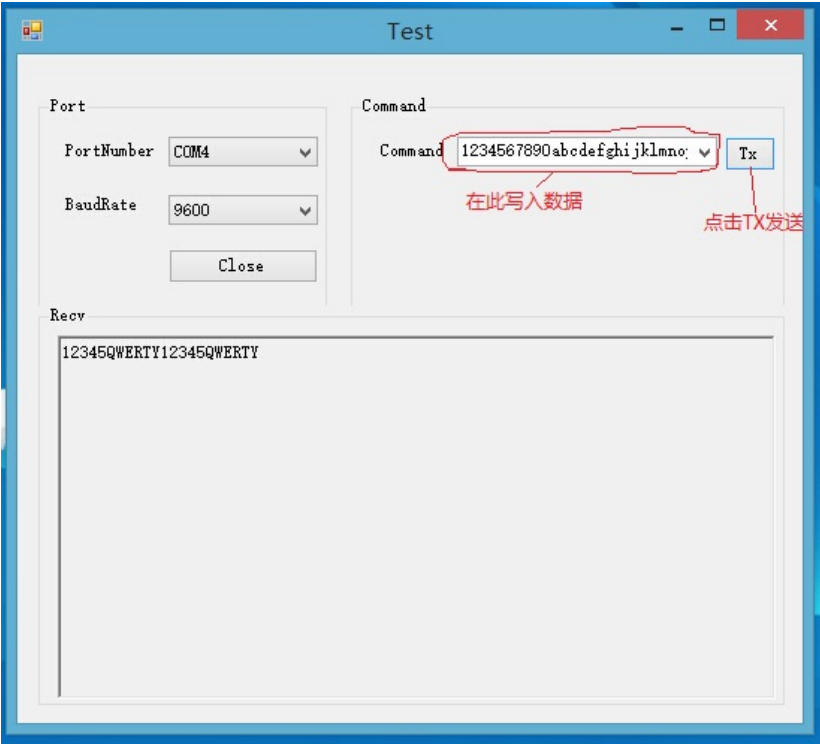 Test
Port
Command
PortNumber COM4
Command 1234567890abcdefghijklmno
Tx
BaudRate 9600
在此写入数据
点击TX发送
Close
Recv
12345QWERTY12345QWERTY